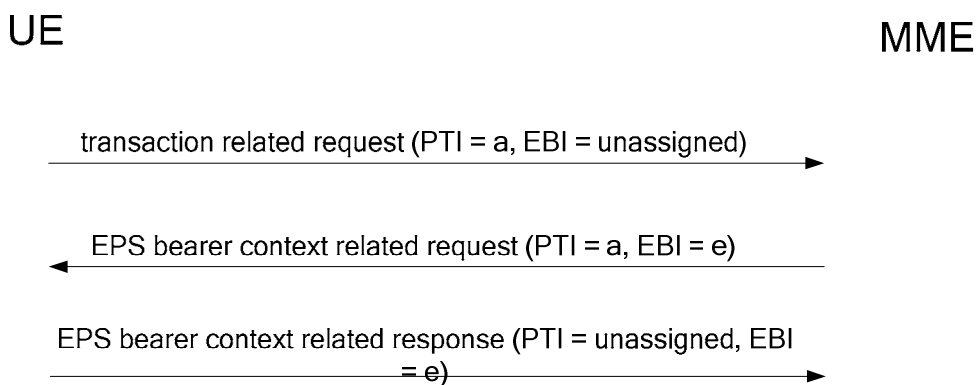 UE
MME
transaction related request (PTI = a, EBI = unassigned)
EPS bearer context related request (PTI = a, EBI = e)
EPS bearer context related response (PTI = unassigned, EBI
= e)